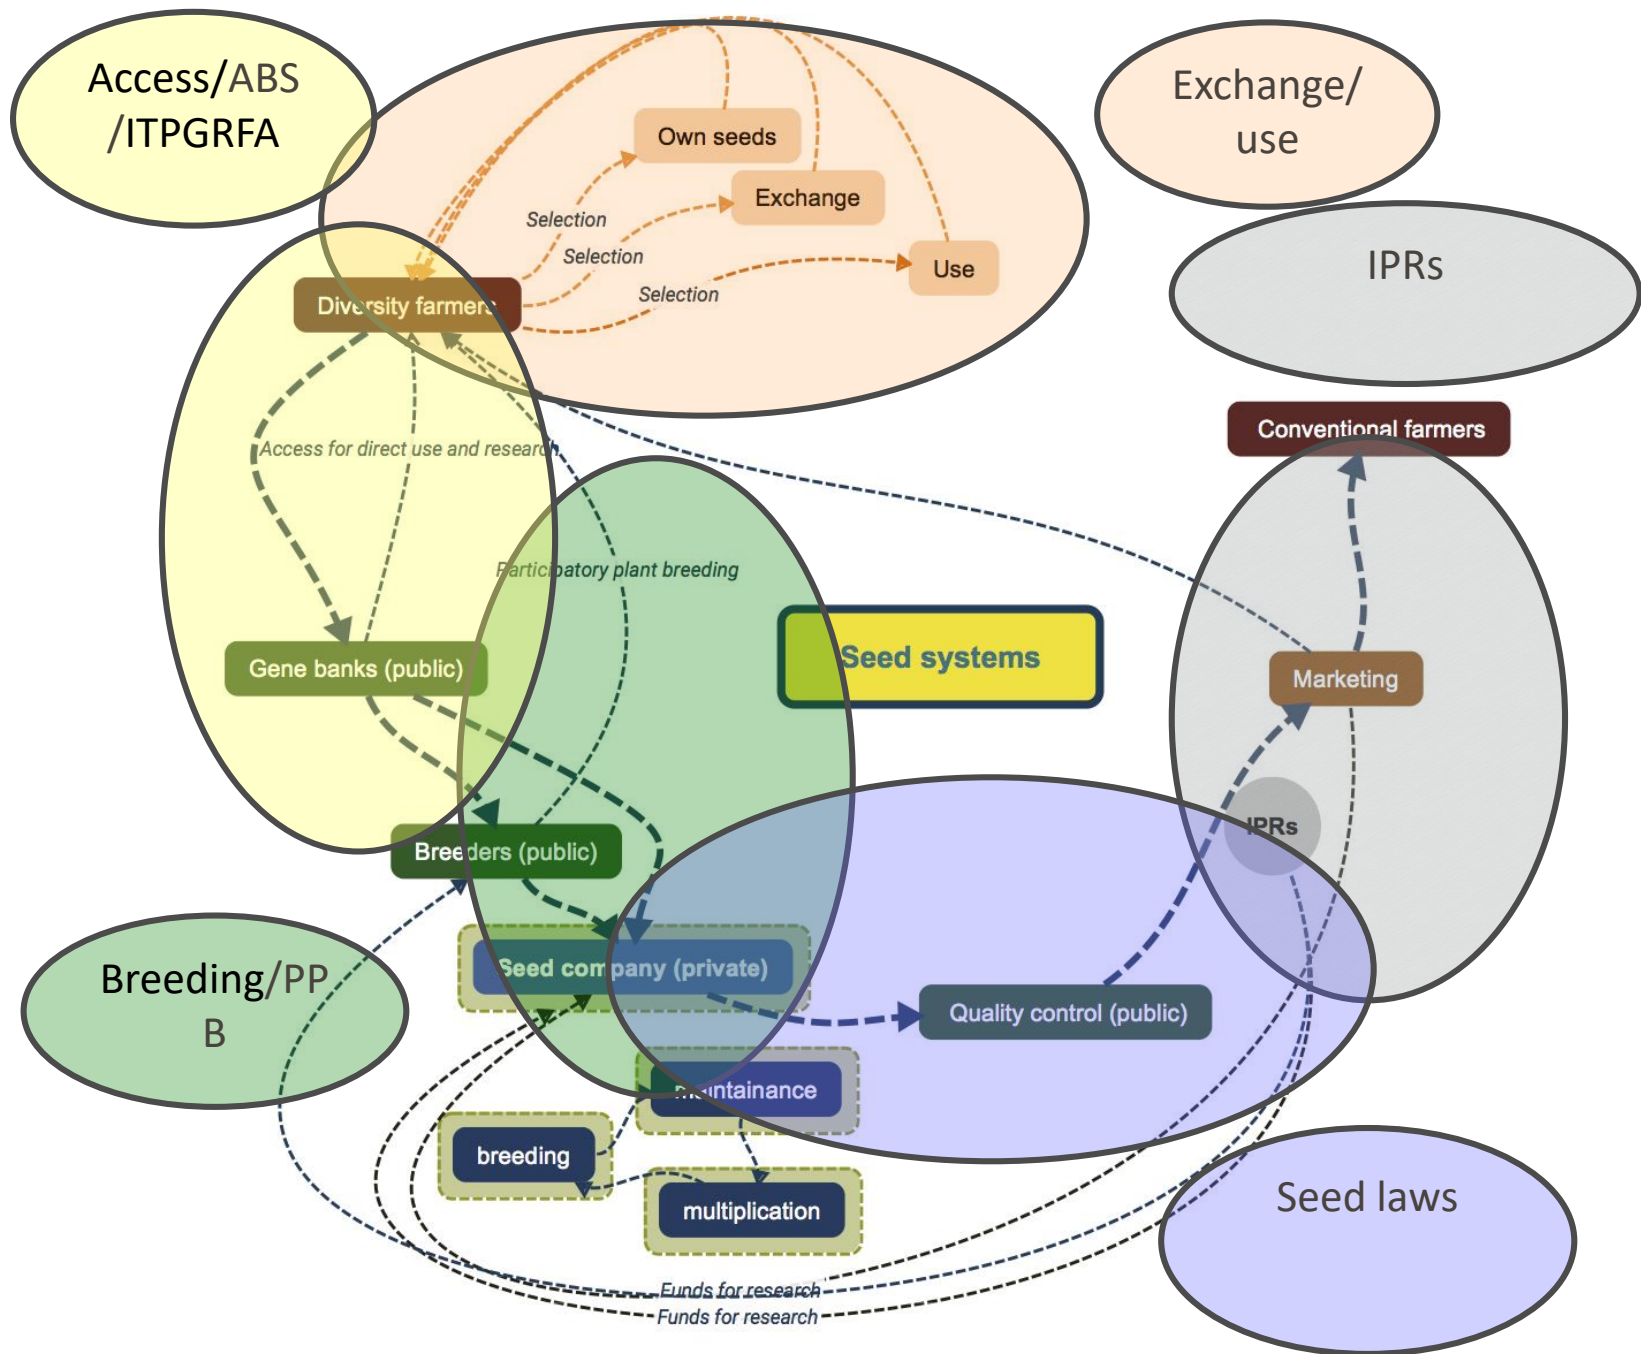 Access/ABS
/ITPGRFA
Exchange/
use
Own seeds
Exchange
Selection
Selection
Use
Selection
IPRs
Diversity farmers
Conventional farmers
Access for direct use and research
Participatory plant breeding
Seed systems
Gene banks (public)
Marketing
IPRs
Breeders (public)
Breeding/PP
B
Seed company (private)
Quality control (public)
maintainance
breeding
multiplication
Seed laws
Funds for research
Funds for research